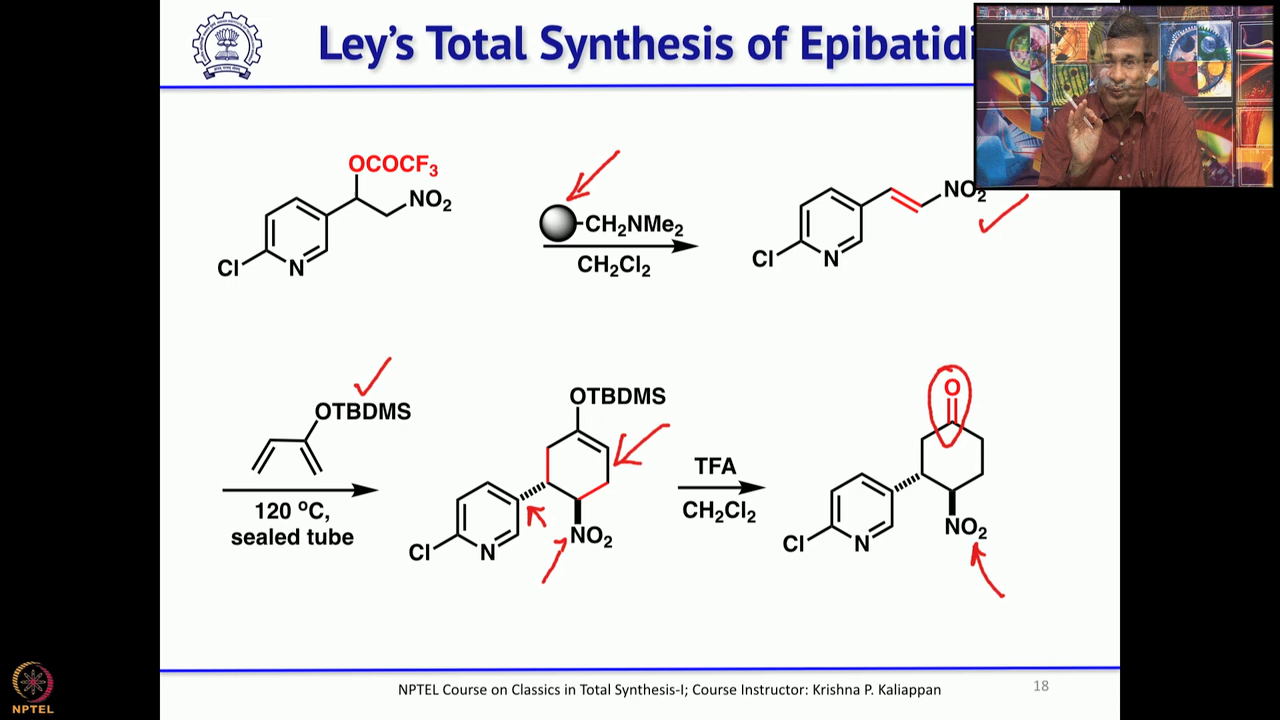 Ley's Total Synthesis of Epibatidi
OCOCF3
NO2
Cl
N
CH2NMe2
CH2Cl2
NO2
Cl
N
OTBDMS
120 °C,
sealed tube
OTBDMS
NO2
Cl
N
TFA
CH2Cl2
O
NO2
Cl
N
NPTEL Course on Classics in Total Synthesis-I; Course Instructor: Krishna P. Kaliappan
18
NPTEL